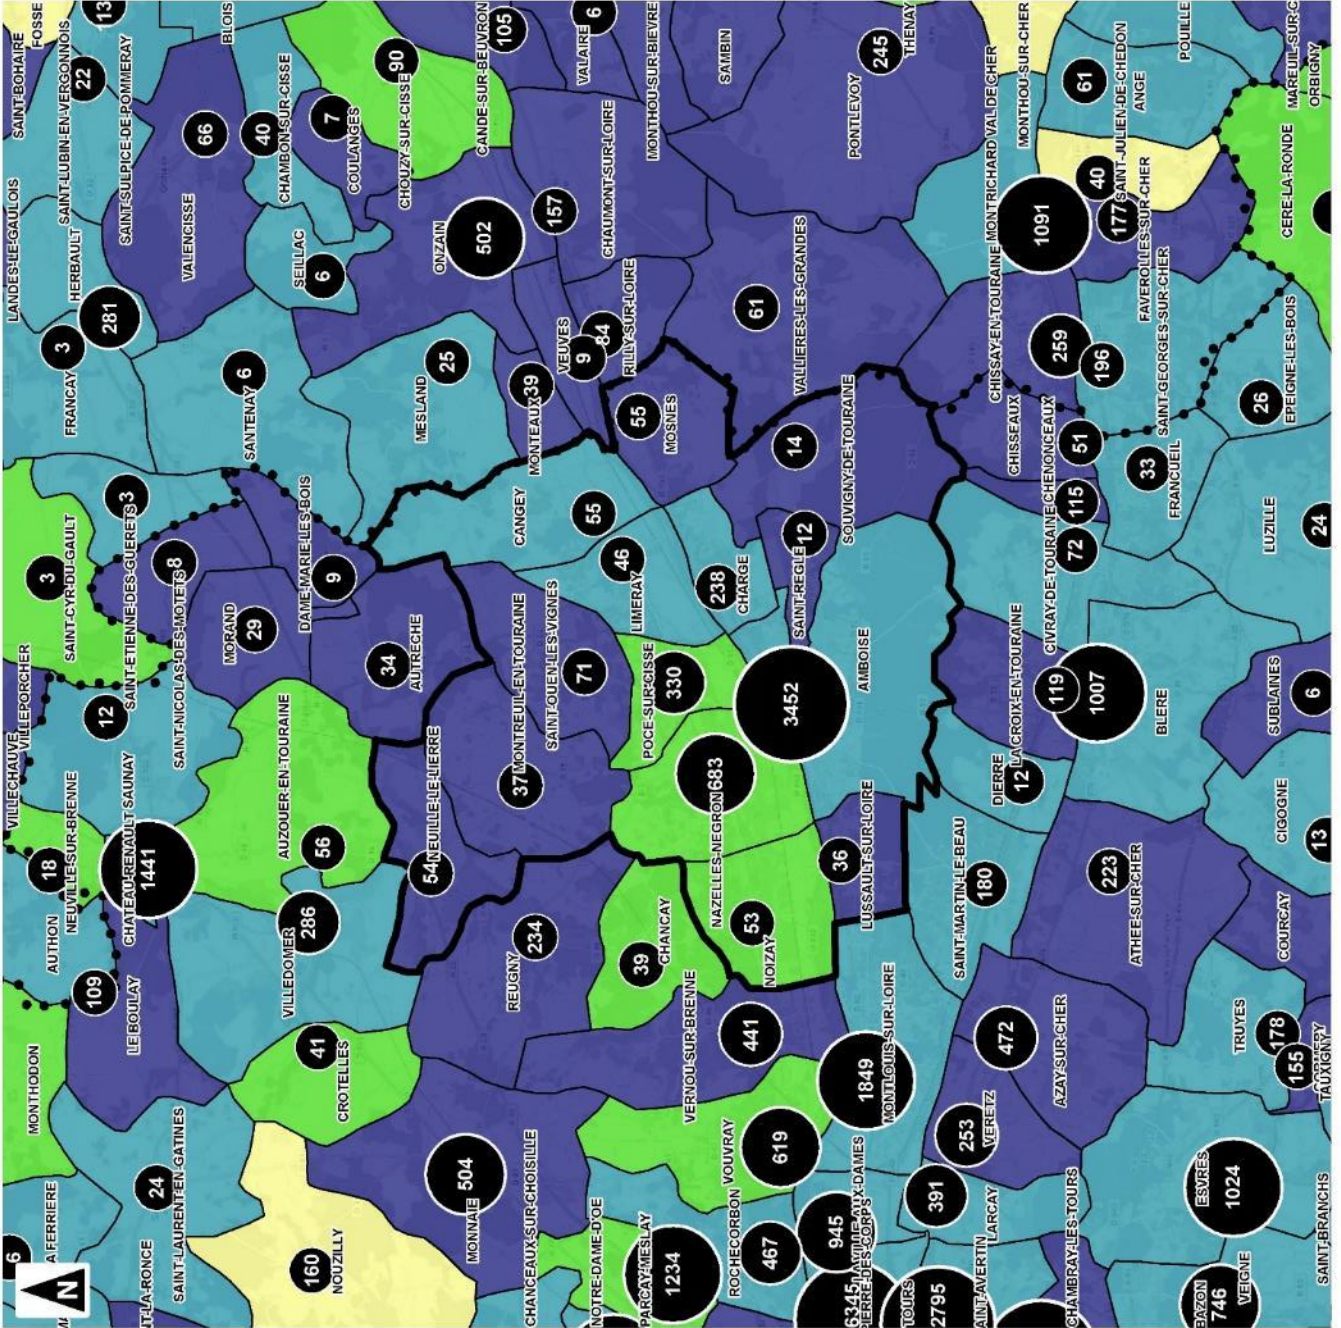 N
6
LA FERRIERE
MONTHODON
AUTHON
18
VILLECHAUVE
VILLEPORCHER
3
SAINT-CYR-DU-GAULT
FRANCAY
3
LANDES-LE-GAULOIS
SAINT-BOHAIRE
FOSSE
NEUVILLE-SUR-BRENNE
109
12
HERBAULT
281
SAINT-LUBIN-EN-VERGONNOIS
22
13
24
SAINT-LAURENT-EN-GATINES
LE BOULAY
CHATEAU-RENAULT
1441
SAUNAY
SAINT-ETIENNE-DES-GUERETS
33
SAINT-SULPICE-DE-POMMERAY
SAINT-NICOLAS-DES-MOTETS
8
VALENCISSE
66
BLOIS
MORAND
29
SANTENAY
6
40
CHAMBON-SUR-CISSE
160
NOUZILLY
41
CROTELLES
VILLEDOMER
286
AUZOUER-EN-TOURAINE
56
DAME-MARIE-LES-BOIS
9
SEILLAC
6
COULANGES
7
34
AUTRECHE
90
CHOUZY-SUR-CISSE
MONNAIE
504
54
NEUILLE-LE-LIERRE
MESLAND
25
ONZAIN
502
CANDE-SUR-BEUVRON
105
CHANCEAUX-SUR-CHOISILLE
REUGNY
234
37
MONTREUIL-EN-TOURAINE
CANGEY
MONTEAUX
39
157
SAINT-OUEN-LES-VIGNES
71
55
VEUVES
9
VALAIRE
6
NOTRE-DAME-D'OE
84
CHAUMONT-SUR-LOIRE
PARCAY-MESLAY
1234
39
CHANCAY
POCE-SUR-CISSE
330
LIMERAY
46
55
MOSNES
RILLY-SUR-LOIRE
MONTHOU-SUR-BIEVRE
VERNOU-SUR-BRENNE
NAZELLES-NEGRON
683
238
CHARGE
SAMBIN
ROCHECORBON
467
VOUVRAY
619
441
53
NOIZAY
3452
SAINT-REGLE
12
14
61
VALLIERES-LES-GRANDES
945
1849
MONTLOUIS-SUR-LOIRE
36
LUSSAULT-SUR-LOIRE
AMBOISE
SOUVIGNY-DE-TOURAINE
PONTLEVOY
245
THENAY
6345
TOURS
2795
391
LARCAY
253
VERETZ
472
SAINT-MARTIN-LE-BEAU
180
DIERRE
12
LA CROIX-EN-TOURAINE
119
CIVRAY-DE-TOURAINE
72
CHENONCEAUX
115
CHISSEAUX
51
CHISSAY-EN-TOURAINE
259
196
MONTRICHARD VAL DE CHER
1091
MONTHOU-SUR-CHER
CHAMBRAY-LES-TOURS
AZAY-SUR-CHER
ATHEE-SUR-CHER
223
1007
BLERE
33
FRANCUEIL
SAINT-GEORGES-SUR-CHER
FAVEROLLES-SUR-CHER
177
40
SAINT-JULIEN-DE-CHEDON
61
ANGE
POUILLE
746
VEIGNE
ESVRES
1024
TRUYES
178
155
TAUXIGNY
COURCAY
CIGOGNE
13
SUBLAINES
6
LUZILLE
24
26
EPEIGNE-LES-BOIS
CERE-LA-RONDE
ORBIGNY
SAINT-BRANCHS